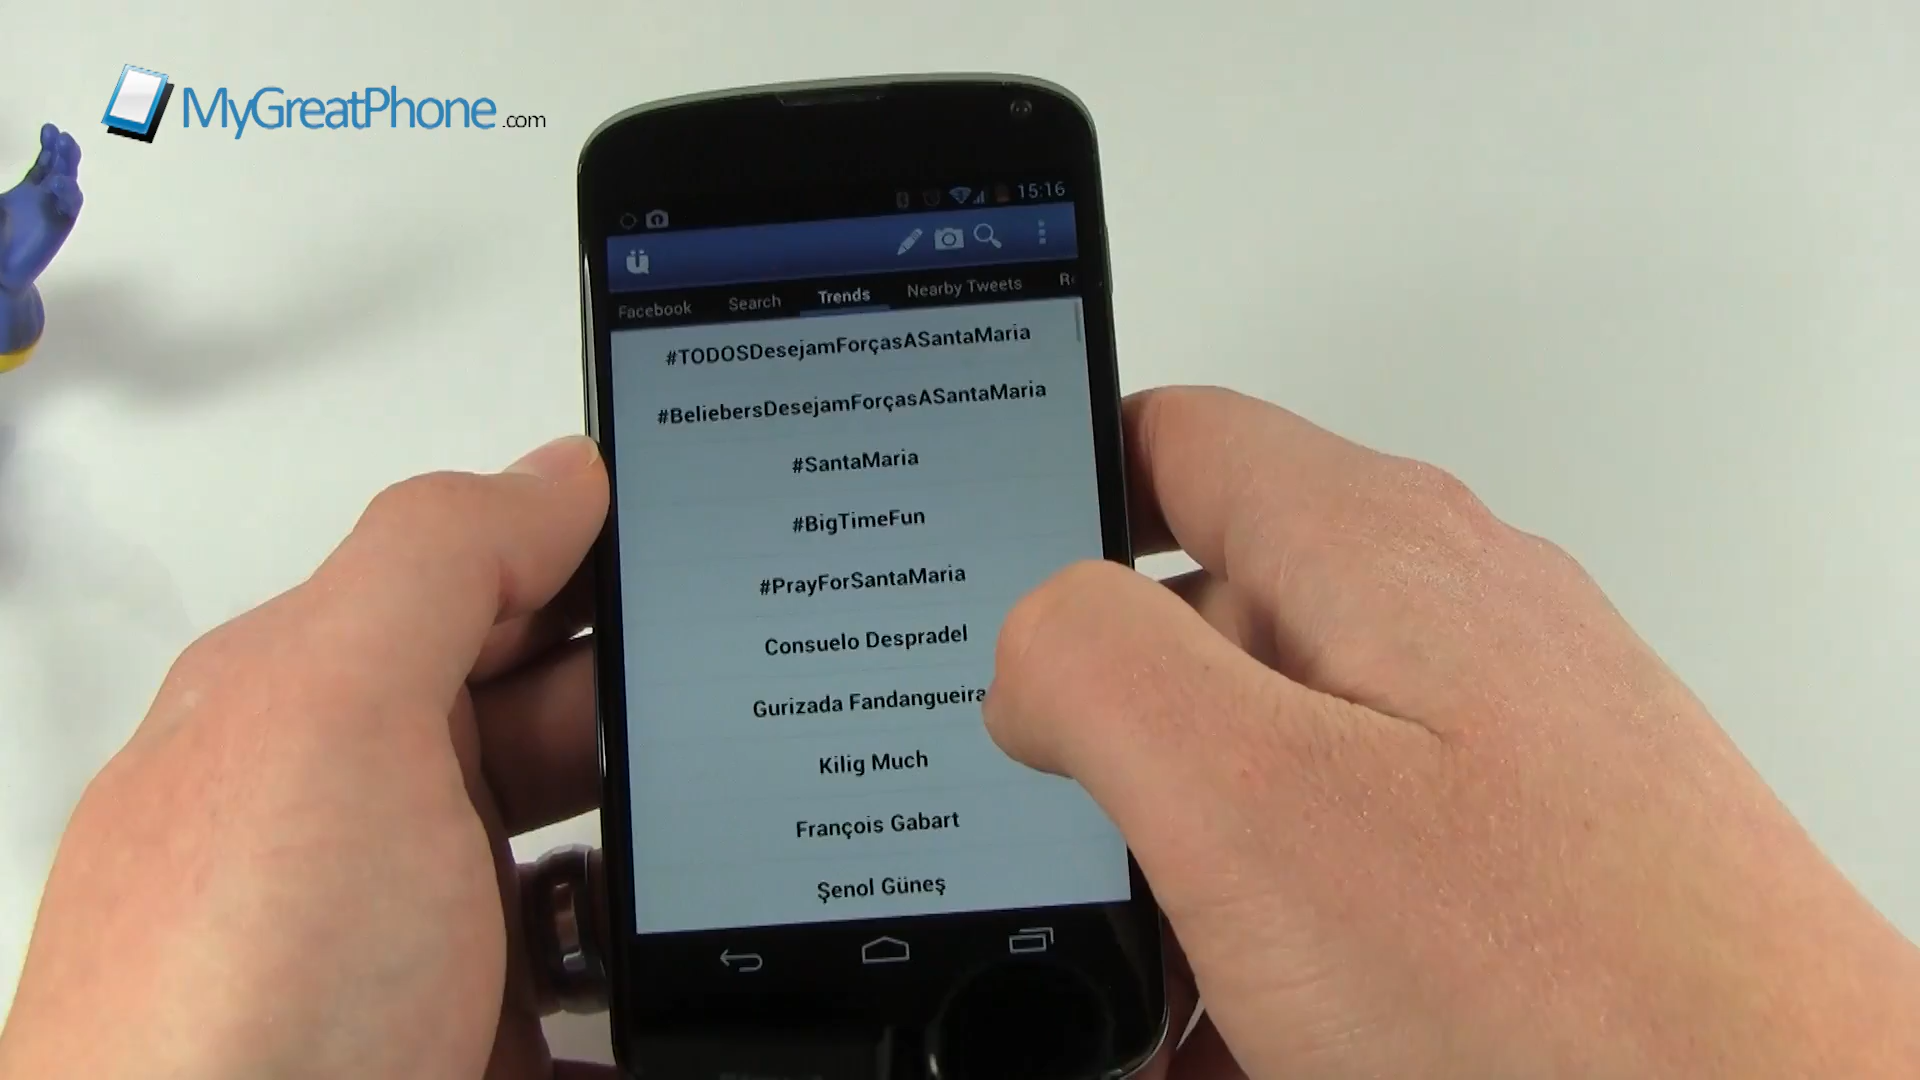 MyGreatPhone.com
15:16
Facebook Search Trends Nearby Tweets
#TODOSDesejamForçasASantaMaria
#BeliebersDesejamForçasASantaMaria
#SantaMaria
#BigTimeFun
#PrayForSantaMaria
Consuelo Despradel
Gurizada Fandangueira
Kilig Much
François Gabart
Şenol Güneş